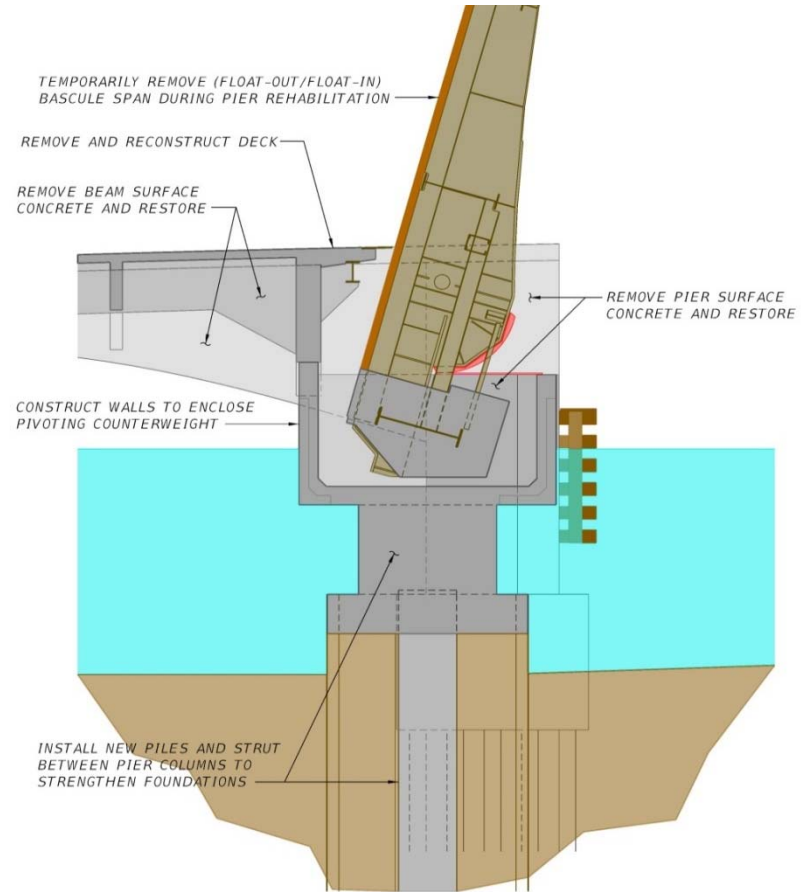 TEMPORARILY REMOVE (FLOAT-OUT/FLOAT-IN)
BASCULE SPAN DURING PIER REHABILITATION
REMOVE AND RECONSTRUCT DECK
REMOVE BEAM SURFACE
CONCRETE AND RESTORE
REMOVE PIER SURFACE
CONCRETE AND RESTORE
CONSTRUCT WALLS TO ENCLOSE
PIVOTING COUNTERWEIGHT
INSTALL NEW PILES AND STRUT
BETWEEN PIER COLUMNS TO
STRENGTHEN FOUNDATIONS